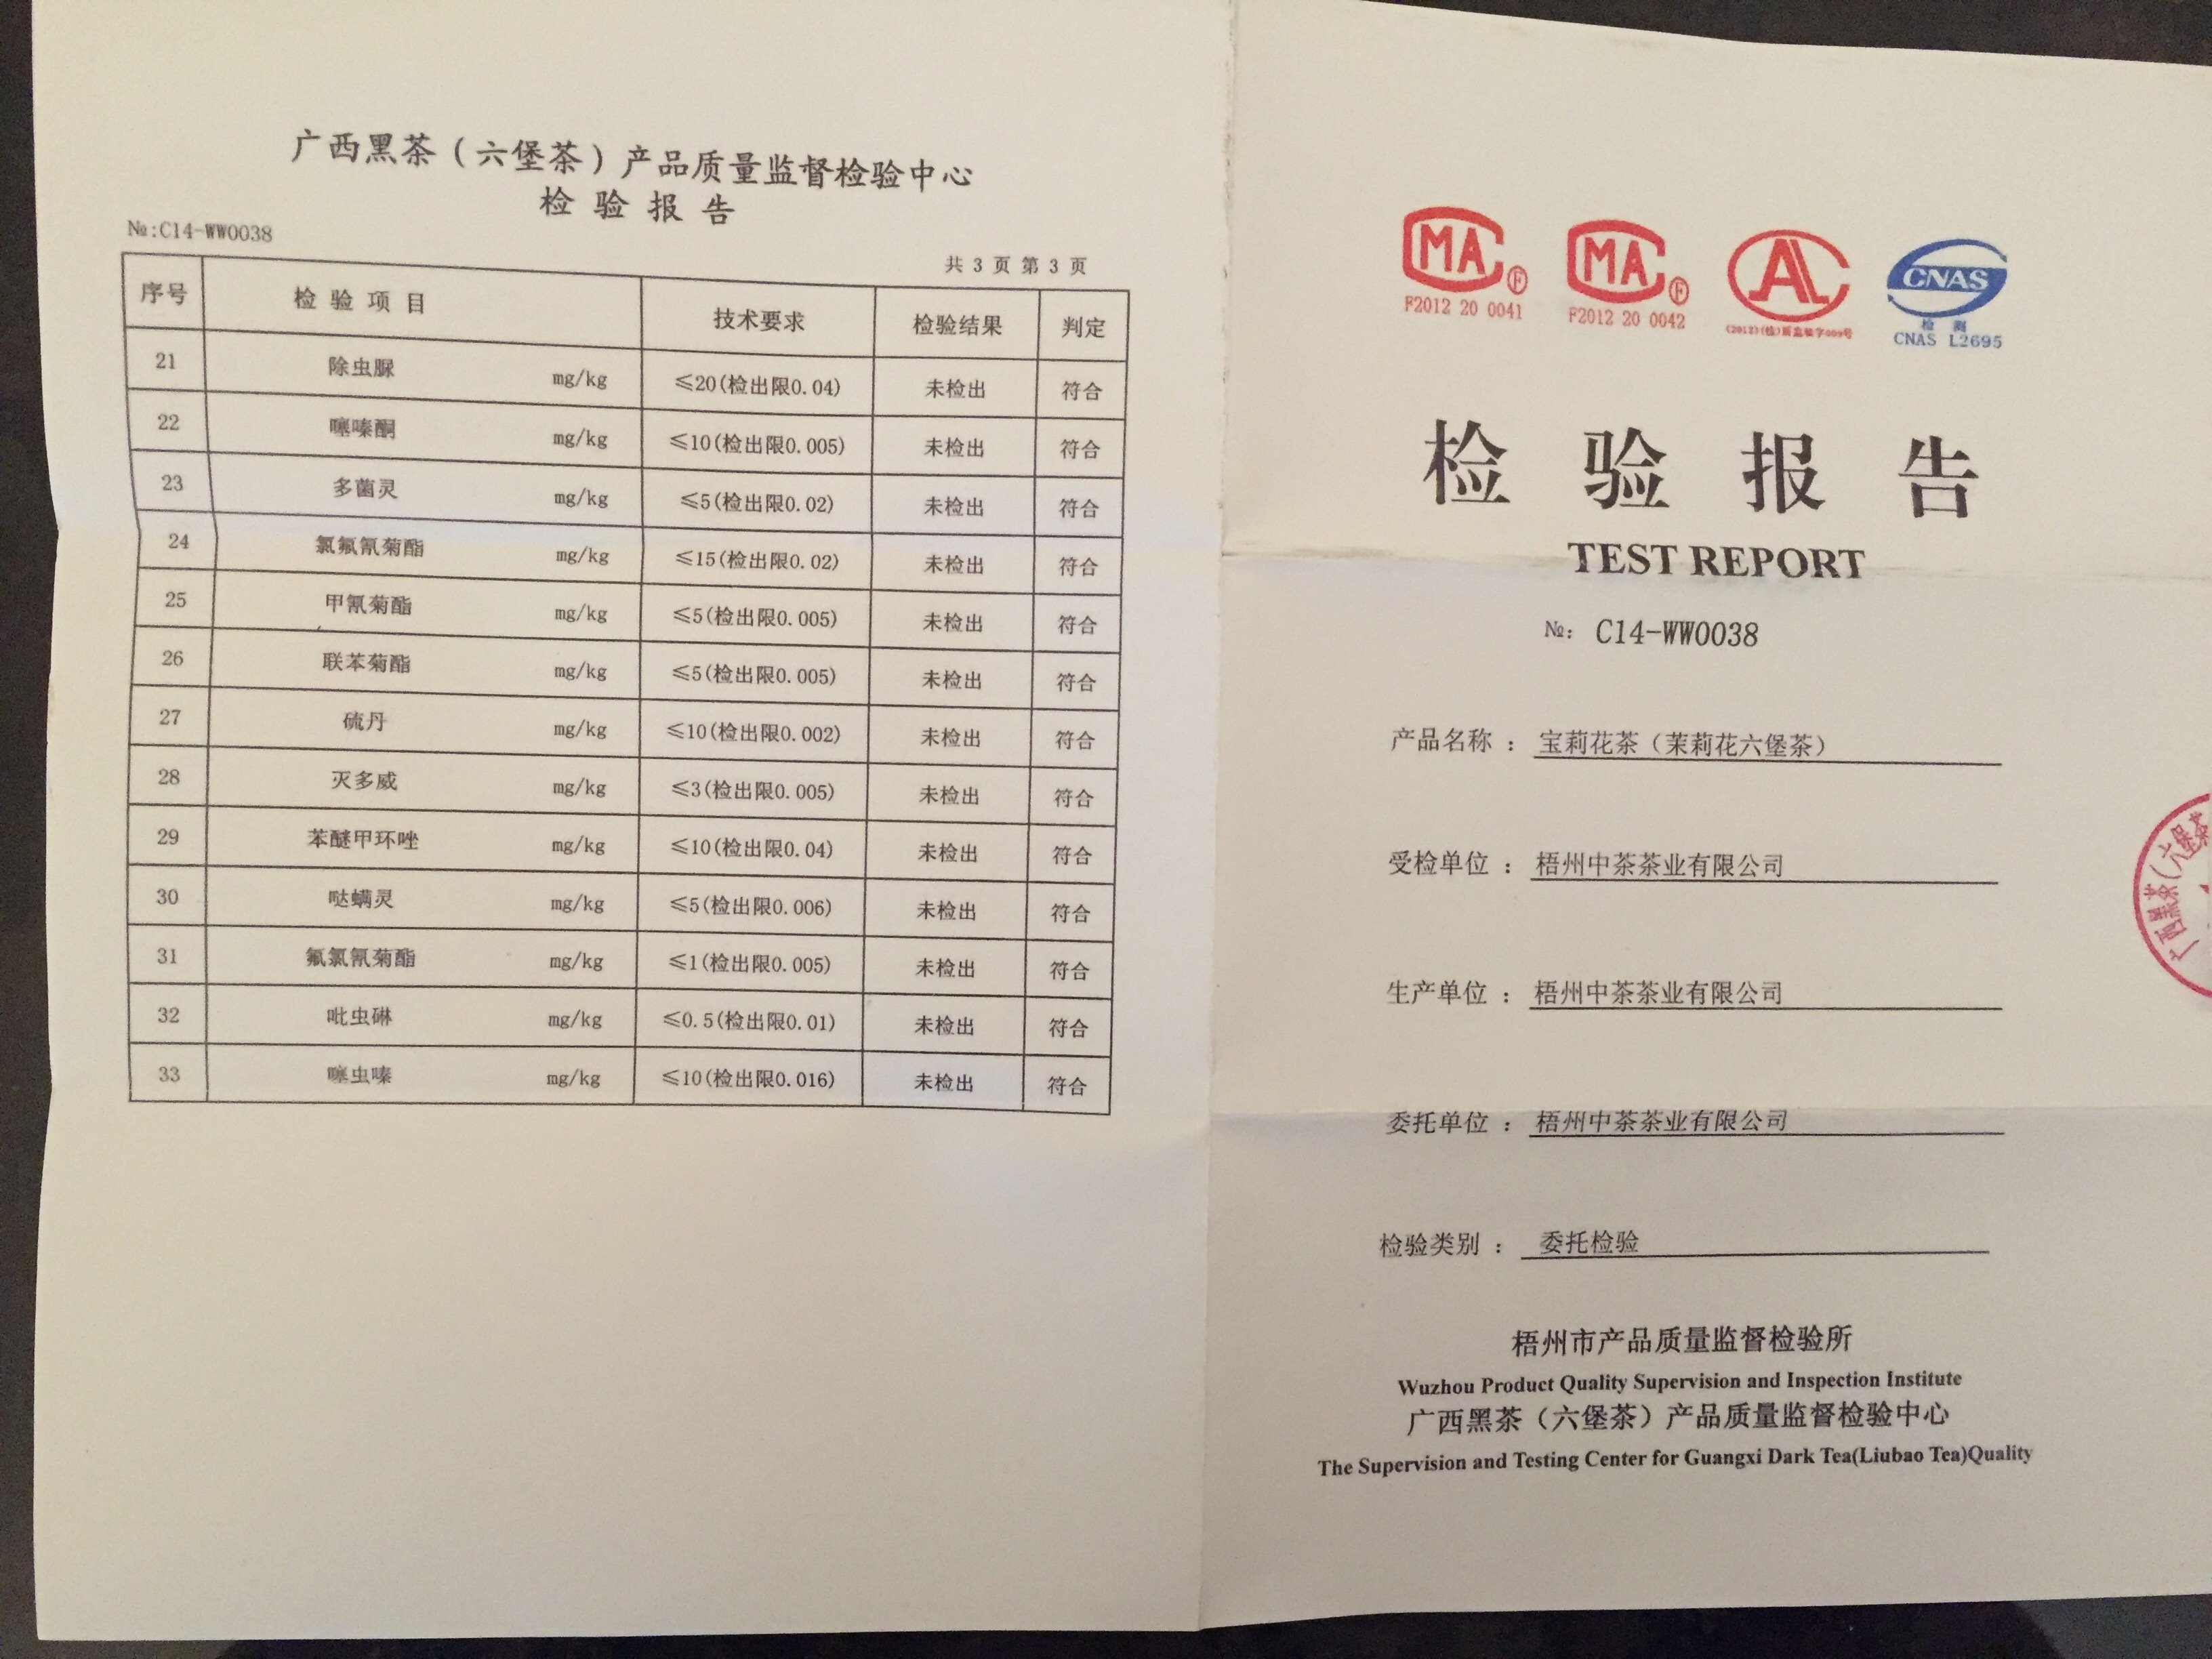 广西黑茶（六堡茶）产品质量监督检验中心
检验报告
№:C14-WW0038
共 3 页 第 3 页
序号 检验项目 技术要求 检验结果 判定
21 除虫脲 mg/kg ≤20(检出限0.04) 未检出 符合
22 噻嗪酮 mg/kg ≤10(检出限0.005) 未检出 符合
23 多菌灵 mg/kg ≤5(检出限0.02) 未检出 符合
24 氯氟氰菊酯 mg/kg ≤15(检出限0.02) 未检出 符合
25 甲氰菊酯 mg/kg ≤5(检出限0.005) 未检出 符合
26 联苯菊酯 mg/kg ≤5(检出限0.005) 未检出 符合
27 硫丹 mg/kg ≤10(检出限0.002) 未检出 符合
28 灭多威 mg/kg ≤3(检出限0.005) 未检出 符合
29 苯醚甲环唑 mg/kg ≤10(检出限0.04) 未检出 符合
30 哒螨灵 mg/kg ≤5(检出限0.006) 未检出 符合
31 氟氯氰菊酯 mg/kg ≤1(检出限0.005) 未检出 符合
32 吡虫啉 mg/kg ≤0.5(检出限0.01) 未检出 符合
33 噻虫嗪 mg/kg ≤10(检出限0.016) 未检出 符合
MA F MA F AL CNAS
F2012 20 0041 F2012 20 0042 检测
CNAS L2695
检验报告
TEST REPORT
№: C14-WW0038
产品名称：宝莉花茶（茉莉花六堡茶）
受检单位：梧州中茶茶业有限公司
生产单位：梧州中茶茶业有限公司
委托单位：梧州中茶茶业有限公司
检验类别：委托检验
梧州市产品质量监督检验所
Wuzhou Product Quality Supervision and Inspection Institute
广西黑茶（六堡茶）产品质量监督检验中心
The Supervision and Testing Center for Guangxi Dark Tea(Liubao Tea)Quality
广西黑茶(六堡茶